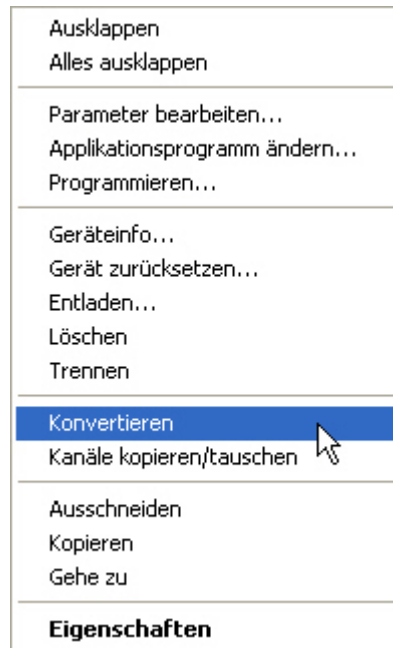 Ausklappen
Alles ausklappen
Parameter bearbeiten...
Applikationsprogramm ändern...
Programmieren...
Geräteinfo...
Gerät zurücksetzen...
Entladen...
Löschen
Trennen
Konvertieren
Kanäle kopieren/tauschen
Ausschneiden
Kopieren
Gehe zu
Eigenschaften